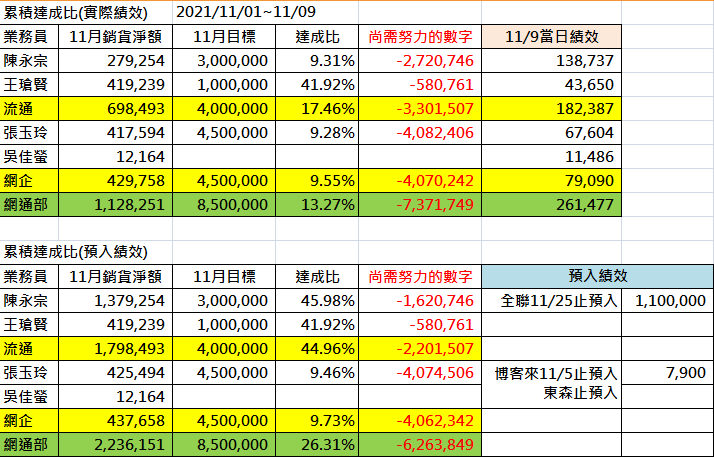 累積達成比(實際績效) 2021/11/01~11/09
業務員 11月銷貨淨額 11月目標 達成比 尚需努力的數字 11/9當日績效
陳永宗 279,254 3,000,000 9.31% -2,720,746 138,737
王瑲賢 419,239 1,000,000 41.92% -580,761 43,650
流通 698,493 4,000,000 17.46% -3,301,507 182,387
張玉玲 417,594 4,500,000 9.28% -4,082,406 67,604
吳佳螢 12,164 11,486
網企 429,758 4,500,000 9.55% -4,070,242 79,090
網通部 1,128,251 8,500,000 13.27% -7,371,749 261,477
累積達成比(預入績效)
業務員 11月銷貨淨額 11月目標 達成比 尚需努力的數字 預入績效
陳永宗 1,379,254 3,000,000 45.98% -1,620,746 全聯11/25止預入 1,100,000
王瑲賢 419,239 1,000,000 41.92% -580,761
流通 1,798,493 4,000,000 44.96% -2,201,507
張玉玲 425,494 4,500,000 9.46% -4,074,506 博客來11/5止預入 7,900
吳佳螢 12,164 東森止預入
網企 437,658 4,500,000 9.73% -4,062,342
網通部 2,236,151 8,500,000 26.31% -6,263,849